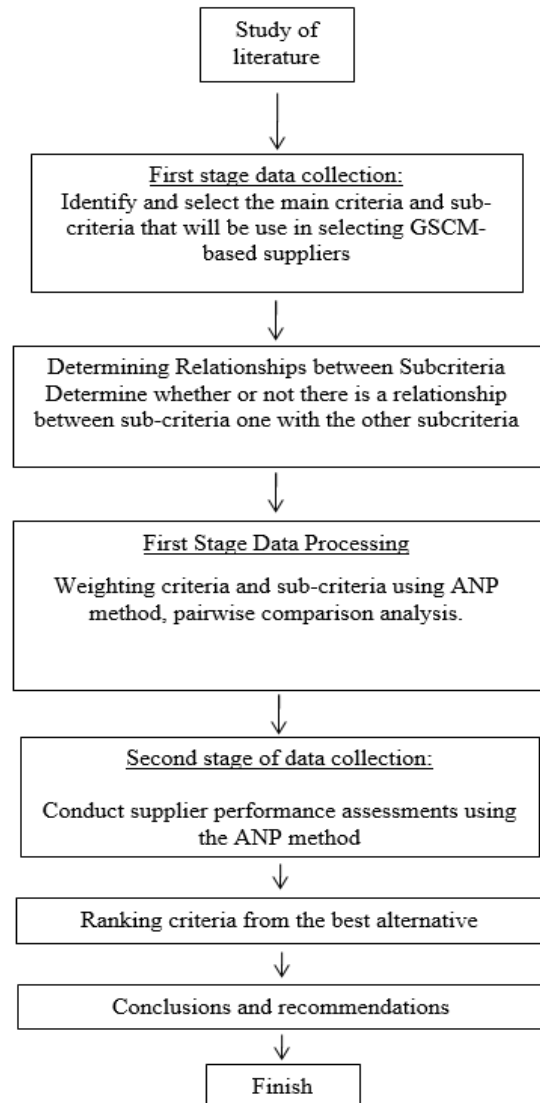 Study of
literature
First stage data collection:
Identify and select the main criteria and sub-
criteria that will be use in selecting GSCM-
based suppliers
Determining Relationships between Subcriteria
Determine whether or not there is a relationship
between sub-criteria one with the other subcriteria
First Stage Data Processing
Weighting criteria and sub-criteria using ANP
method, pairwise comparison analysis.
Second stage of data collection:
Conduct supplier performance assessments using
the ANP method
Ranking criteria from the best alternative
Conclusions and recommendations
Finish